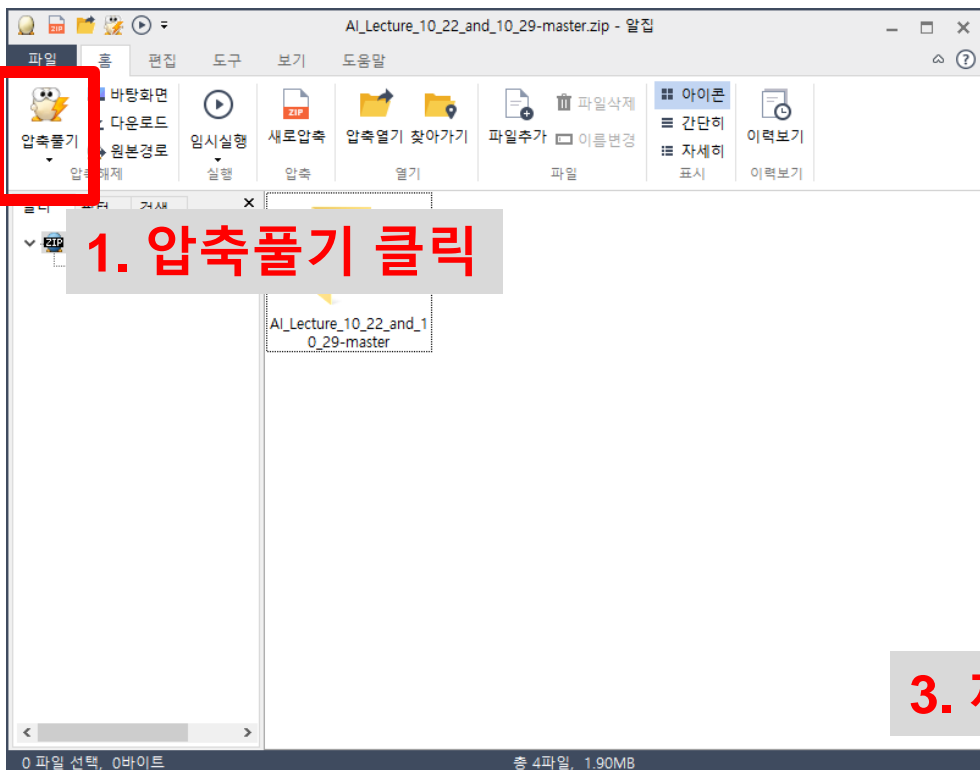 AI_Lecture_10_22_and_10_29-master.zip - 알집
파일 홈 편집 도구 보기 도움말
압축풀기
바탕화면
다운로드
원본경로
압축해제
임시실행
실행
새로압축
압축
압축열기 찾아가기
열기
파일추가
파일삭제
이름변경
파일
아이콘
간단히
자세히
표시
이력보기
이력보기
ZIP
1. 압축풀기 클릭
AI_Lecture_10_22_and_1
0_29-master
3.
0 파일 선택, 0바이트
총 4파일, 1.90MB